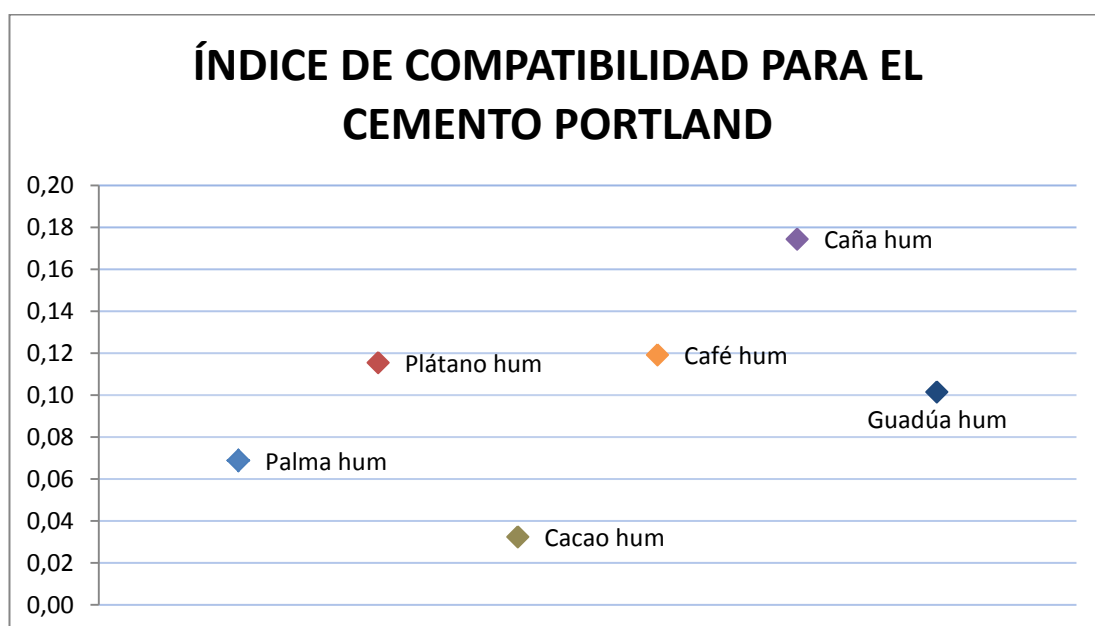 ÍNDICE DE COMPATIBILIDAD PARA EL
CEMENTO PORTLAND
0,20
0,18
Caña hum
0,16
0,14
0,12
Plátano hum
Café hum
0,10
Guadúa hum
0,08
Palma hum
0,06
0,04
Cacao hum
0,02
0,00